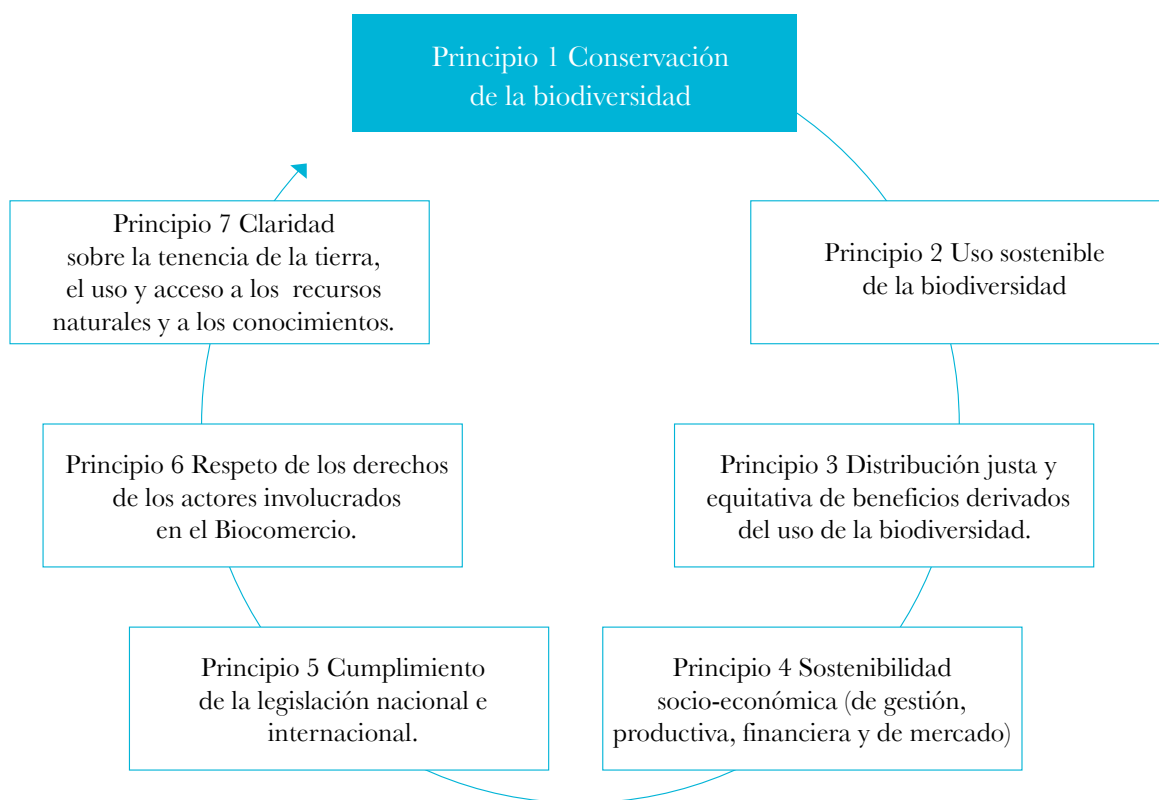 Principio 1 Conservación
de la biodiversidad
Principio 2 Uso sostenible
de la biodiversidad
Principio 3 Distribución justa y
equitativa de beneficios derivados
del uso de la biodiversidad.
Principio 4 Sostenibilidad
socio-económica (de gestión,
productiva, financiera y de mercado)
Principio 5 Cumplimiento
de la legislación nacional e
internacional.
Principio 6 Respeto de los derechos
de los actores involucrados
en el Biocomercio.
Principio 7 Claridad
sobre la tenencia de la tierra,
el uso y acceso a los recursos
naturales y a los conocimientos.